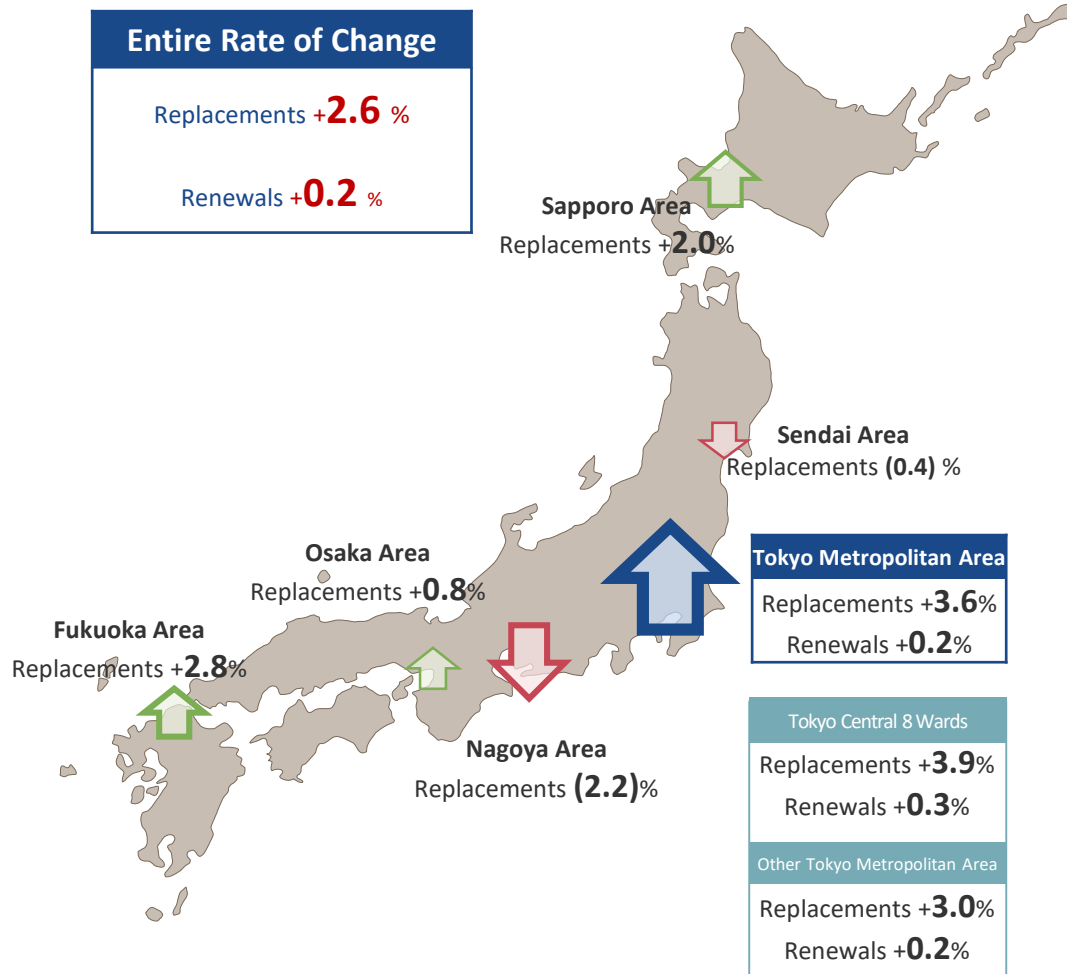 Entire Rate of Change
Replacements +2.6 %
Renewals +0.2 %
Sapporo Area
Replacements +2.0%
Sendai Area
Replacements (0.4) %
Osaka Area
Replacements +0.8%
Fukuoka Area
Replacements +2.8%
Nagoya Area
Replacements (2.2)%
Tokyo Metropolitan Area
Replacements +3.6%
Renewals +0.2%
Tokyo Central 8 Wards
Replacements +3.9%
Renewals +0.3%
Other Tokyo Metropolitan Area
Replacements +3.0%
Renewals +0.2%